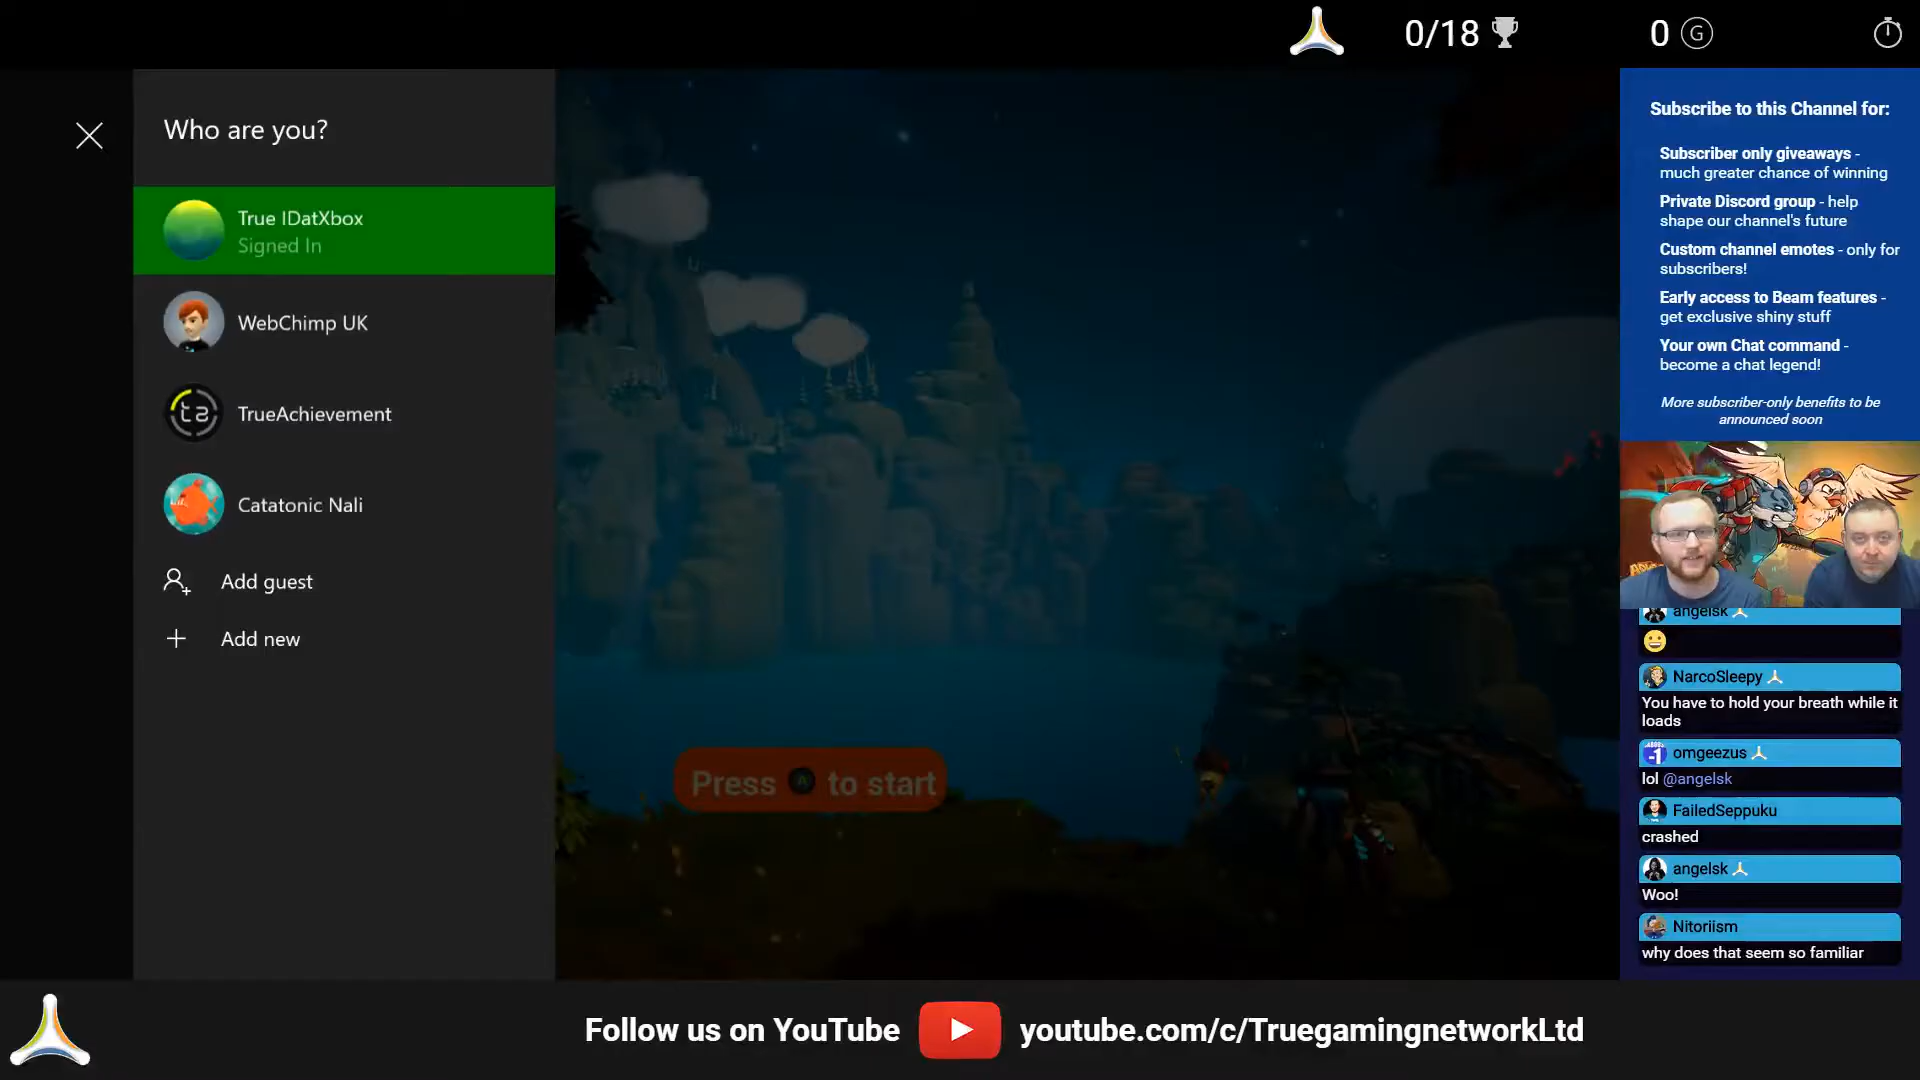 0/18
0 G
Who are you?
True IDatXbox
Signed In
WebChimp UK
ta
TrueAchievement
Catatonic Nali
Add guest
Add new
Press A to start
Subscribe to this Channel for:
Subscriber only giveaways -
much greater chance of winning
Private Discord group - help
shape our channel's future
Custom channel emotes - only for
subscribers!
Early access to Beam features -
get exclusive shiny stuff
Your own Chat command -
become a chat legend!
More subscriber-only benefits to be
announced soon
angelsk
NarcoSleepy
You have to hold your breath while it
loads
omgeezus
lol @angelsk
FailedSeppuku
crashed
angelsk
Woo!
Nitoriism
why does that seem so familiar
Follow us on YouTube
youtube.com/c/TruegamingnetworkLtd